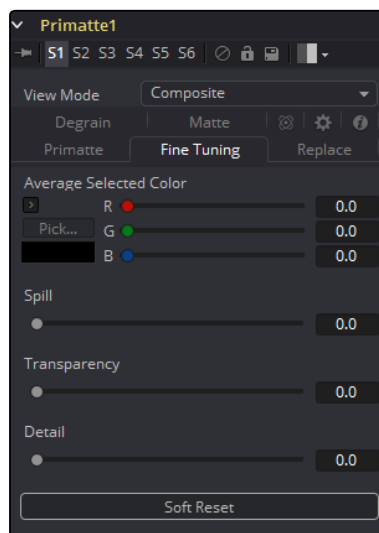 Primatte1
S1 S2 S3 S4 S5 S6
View Mode Composite
Degrain Matte
Primatte Fine Tuning Replace
Average Selected Color
R 0.0
Pick... G 0.0
B 0.0
Spill
0.0
Transparency
0.0
Detail
0.0
Soft Reset